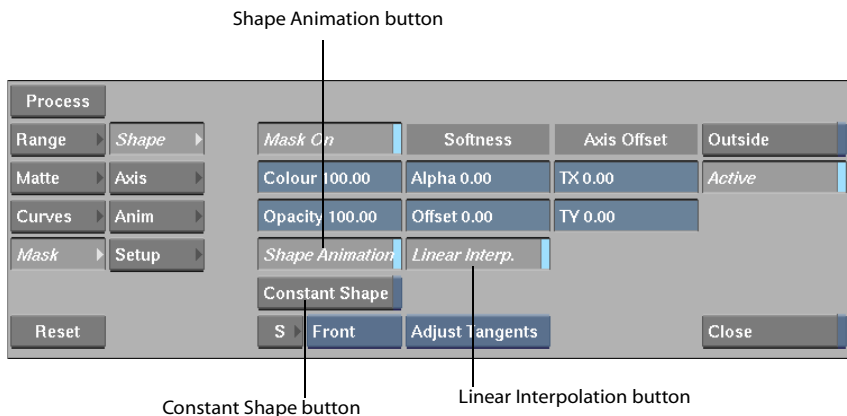 Shape Animation button
Process
Range Shape Mask On Softness Axis Offset Outside
Matte Axis Colour 100.00 Alpha 0.00 TX 0.00 Active
Curves Anim Opacity 100.00 Offset 0.00 TY 0.00
Mask Setup Shape Animation Linear Interp.
Constant Shape
Reset S Front Adjust Tangents Close
Constant Shape button Linear Interpolation button